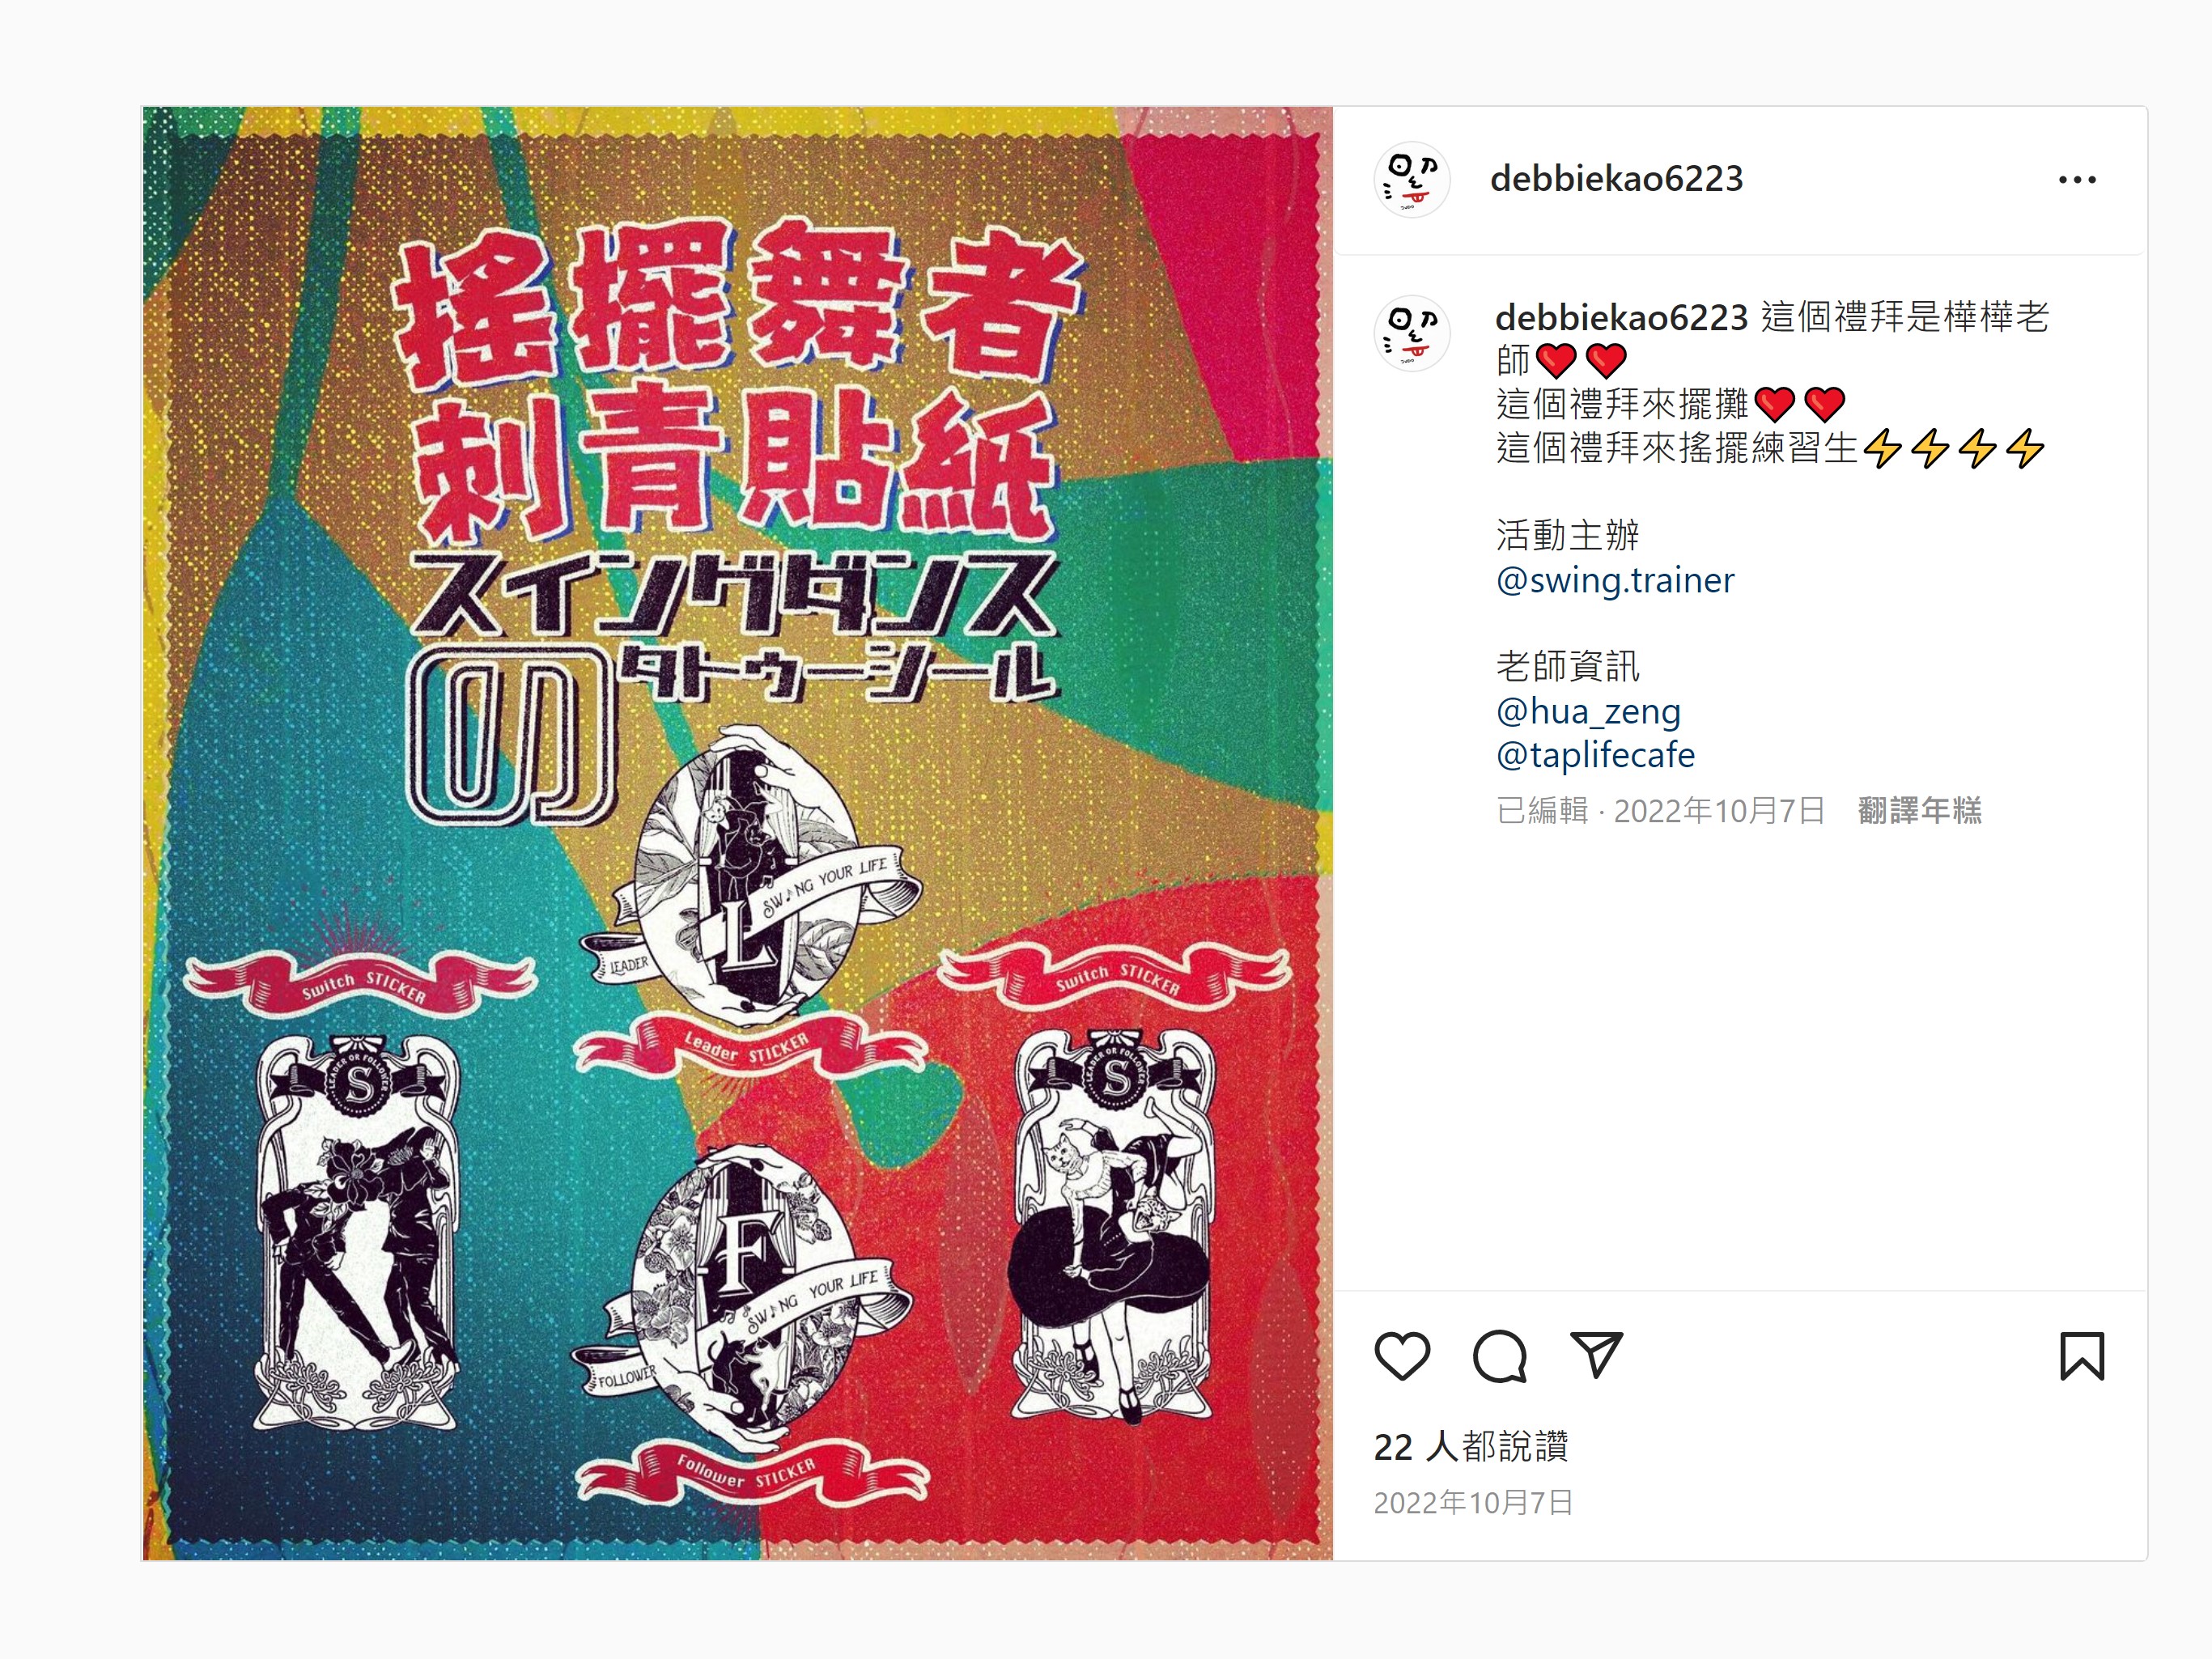 搖擺舞者
刺青貼紙
スイングダンス
の タトゥーシール
SW♪NG YOUR LIFE
L
LEADER
Leader STICKER
Switch STICKER
LEADER OR FOLLOWER
S
Switch STICKER
LEADER OR FOLLOWER
S
F
SW♪NG YOUR LIFE
FOLLOWER
Follower STICKER
debbiekao6223
debbiekao6223 這個禮拜是樺樺老
師❤️❤️
這個禮拜來擺攤❤️❤️
這個禮拜來搖擺練習生⚡⚡⚡⚡
活動主辦
@swing.trainer
老師資訊
@hua_zeng
@taplifecafe
已編輯 · 2022年10月7日 翻譯年糕
22 人都說讚
2022年10月7日